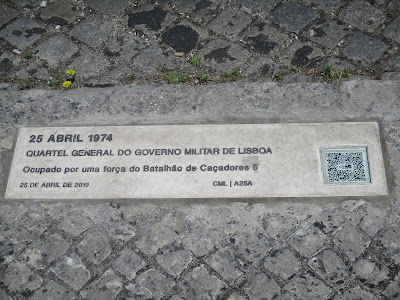 25 ABRIL 1974
QUARTEL GENERAL DO GOVERNO MILITAR DE LISBOA
Ocupado por uma força do Batalhão de Caçadores 5
25 DE ABRIL DE 2019 CML | A25A